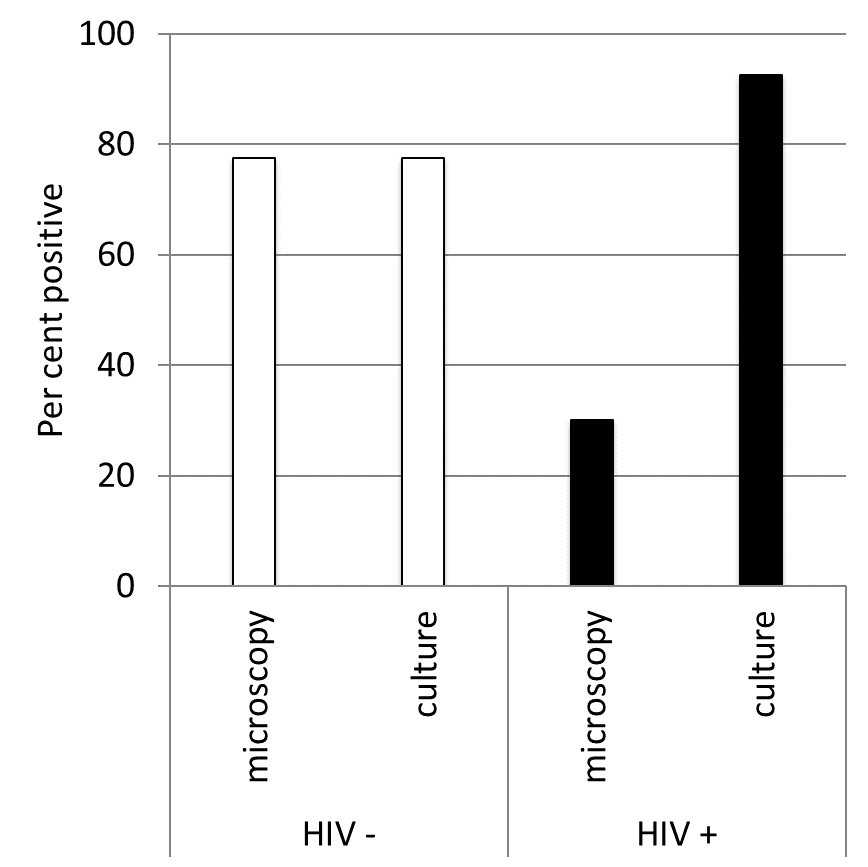 Per cent positive
100
80
60
40
20
0
microscopy
culture
microscopy
culture
HIV -
HIV +